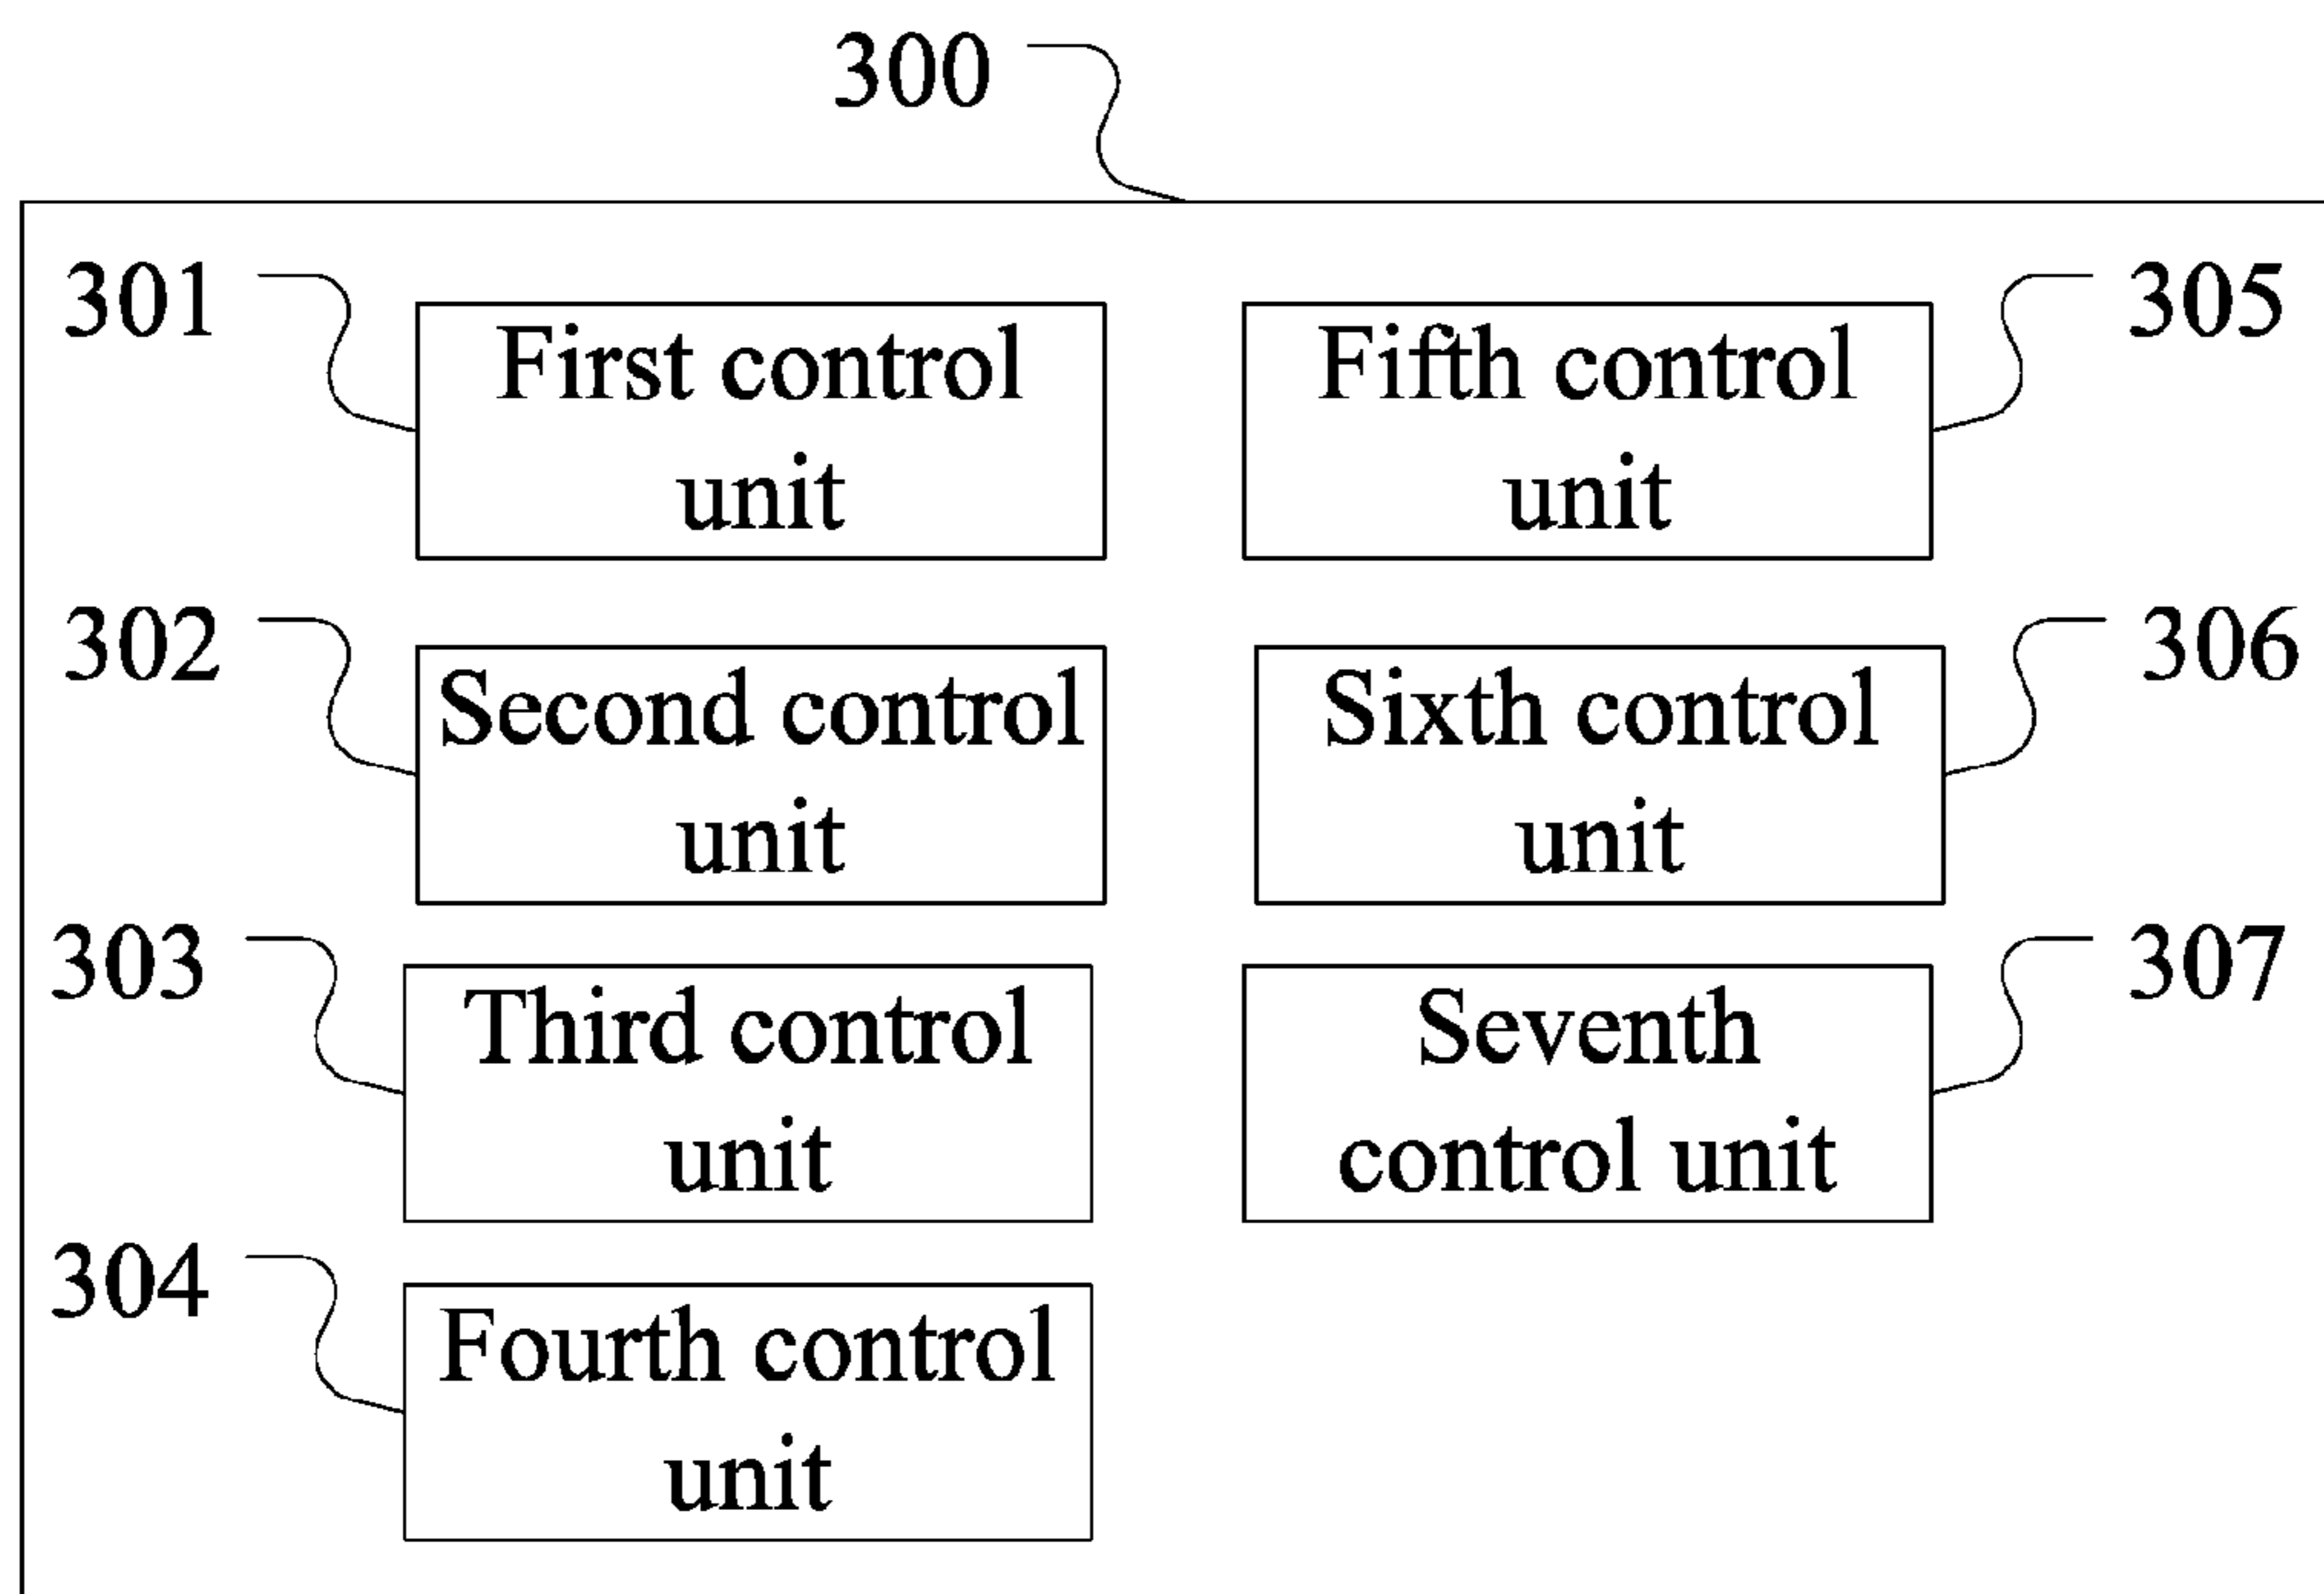 300
301
First control
unit
302
Second control
unit
303
Third control
unit
304
Fourth control
unit
305
Fifth control
unit
306
Sixth control
unit
307
Seventh
control unit